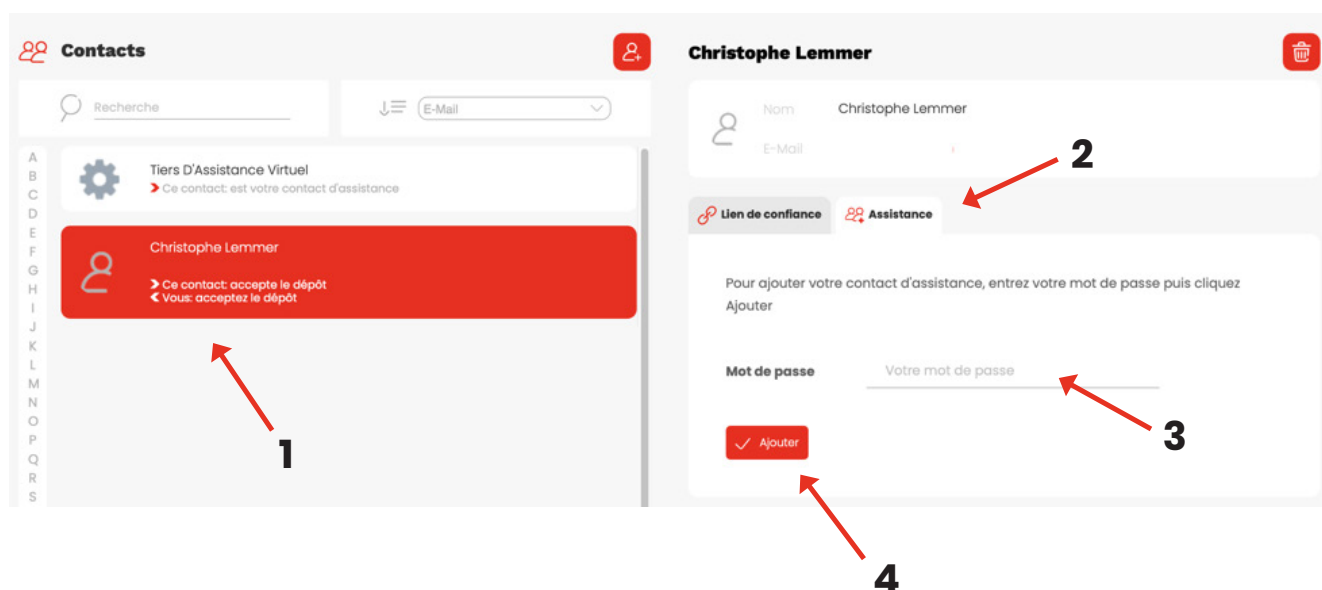 Contacts
Recherche
E-Mail
A
B
C
D
E
F
G
H
I
J
K
L
M
N
O
P
Q
R
S
Tiers D'Assistance Virtuel
Ce contact: est votre contact d'assistance
Christophe Lemmer
Ce contact: accepte le dépôt
Vous: acceptez le dépôt
1
Christophe Lemmer
Nom Christophe Lemmer
E-Mail
2
Lien de confiance Assistance
Pour ajouter votre contact d'assistance, entrez votre mot de passe puis cliquez
Ajouter
Mot de passe Votre mot de passe
3
Ajouter
4